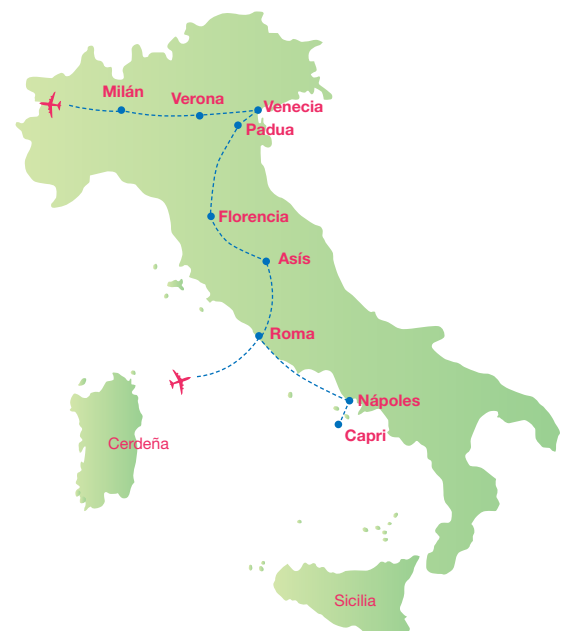 Milán
Verona
Venecia
Padua
Florencia
Asís
Roma
Nápoles
Capri
Cerdeña
Sicilia